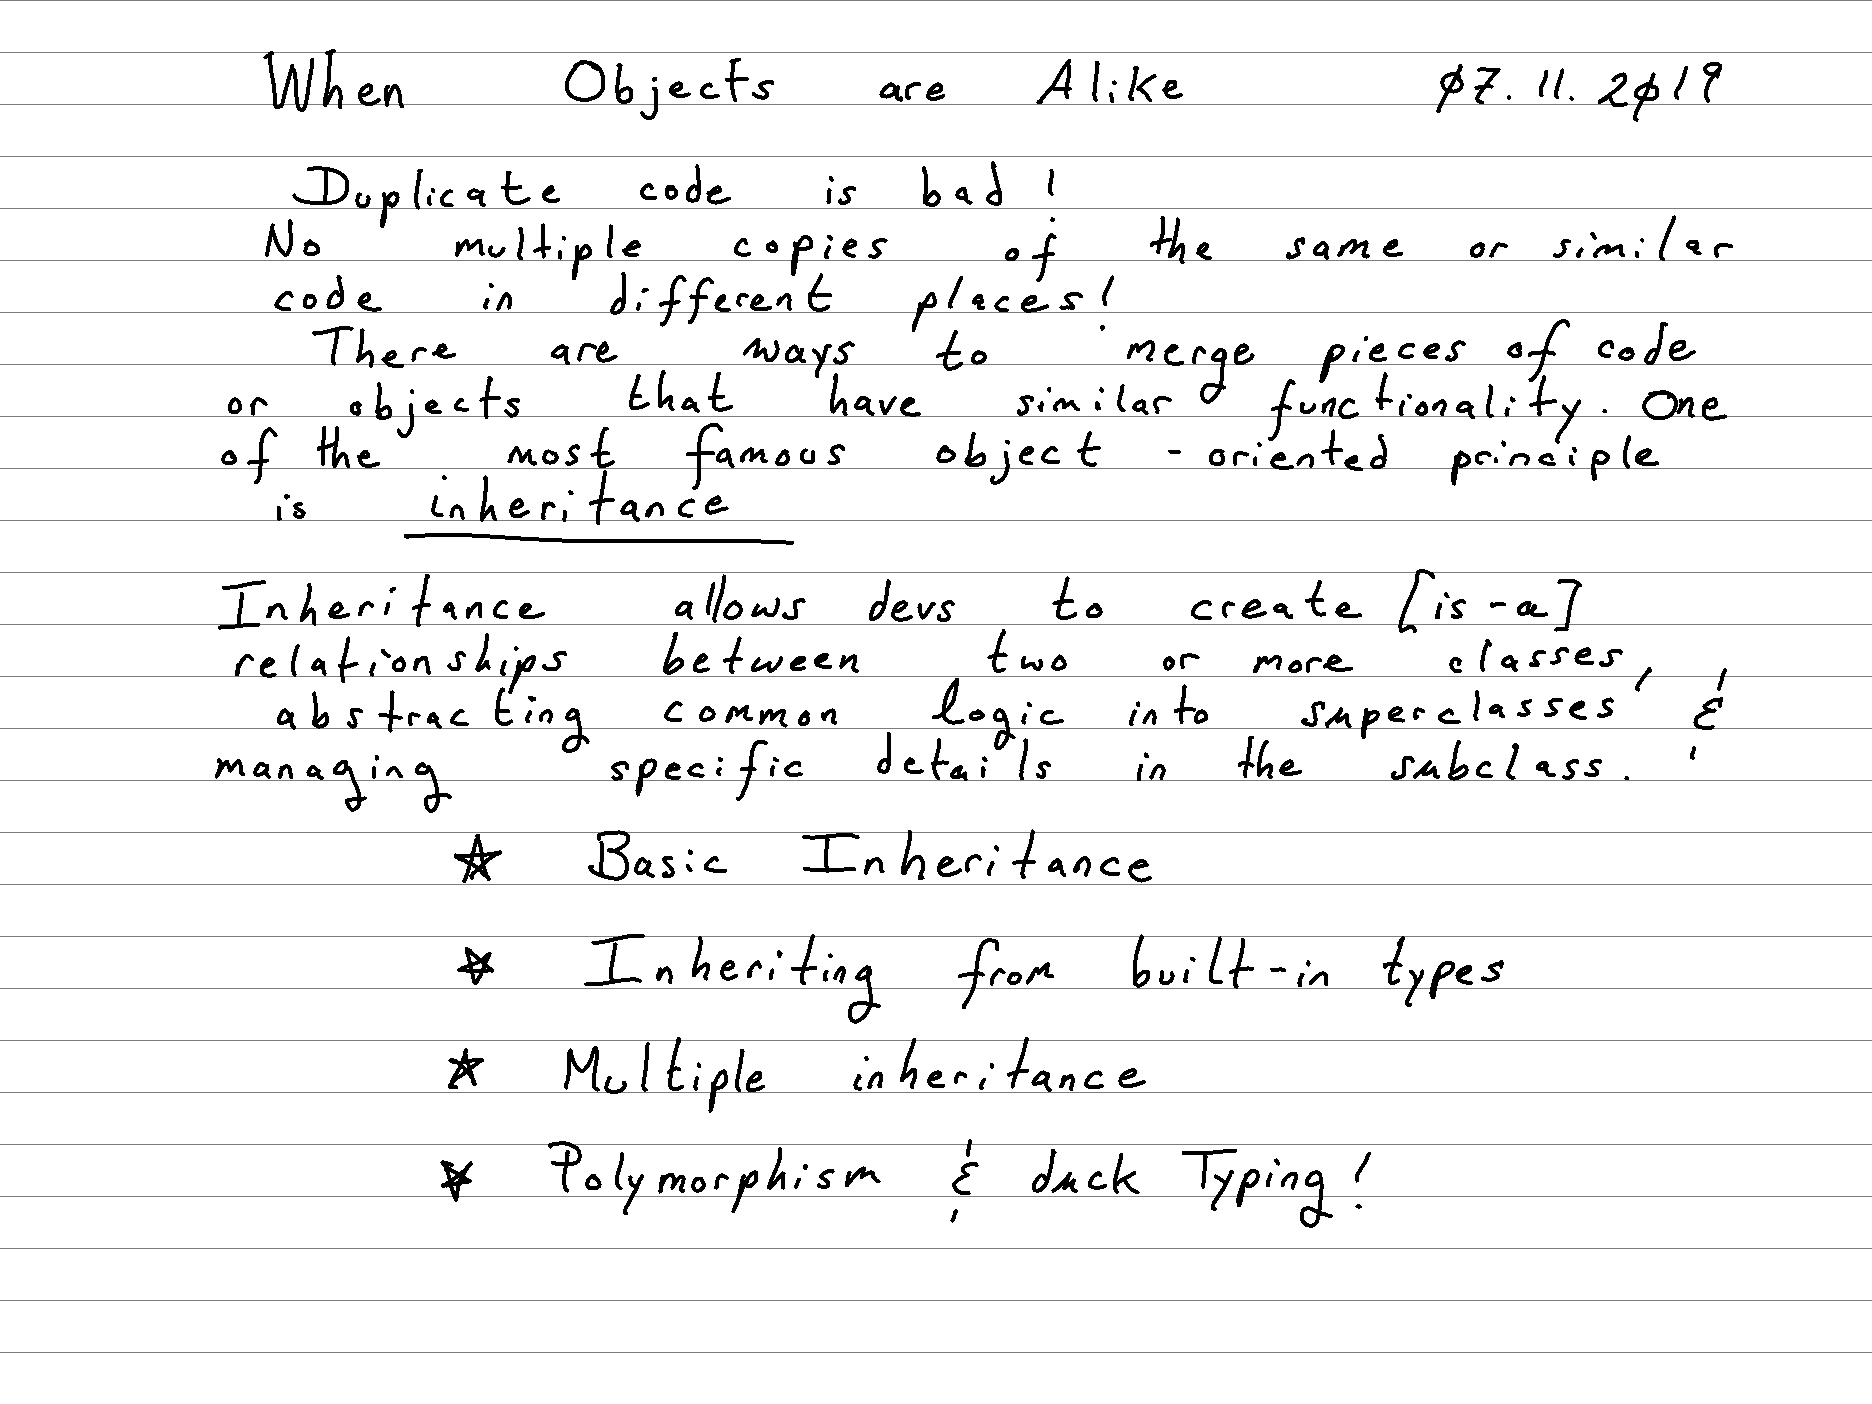 When Objects are Alike 07.11.2019
Duplicate code is bad!
No multiple copies of the same or similar
code in different places!
There are ways to merge pieces of code
or objects that have similar functionality. One
of the most famous object-oriented principle
is inheritance
Inheritance allows devs to create [is-a]
relationships between two or more classes,
abstracting common logic into superclasses &
managing specific details in the subclass.
☆ Basic Inheritance
☆ Inheriting from built-in types
☆ Multiple inheritance
☆ Polymorphism & duck Typing!